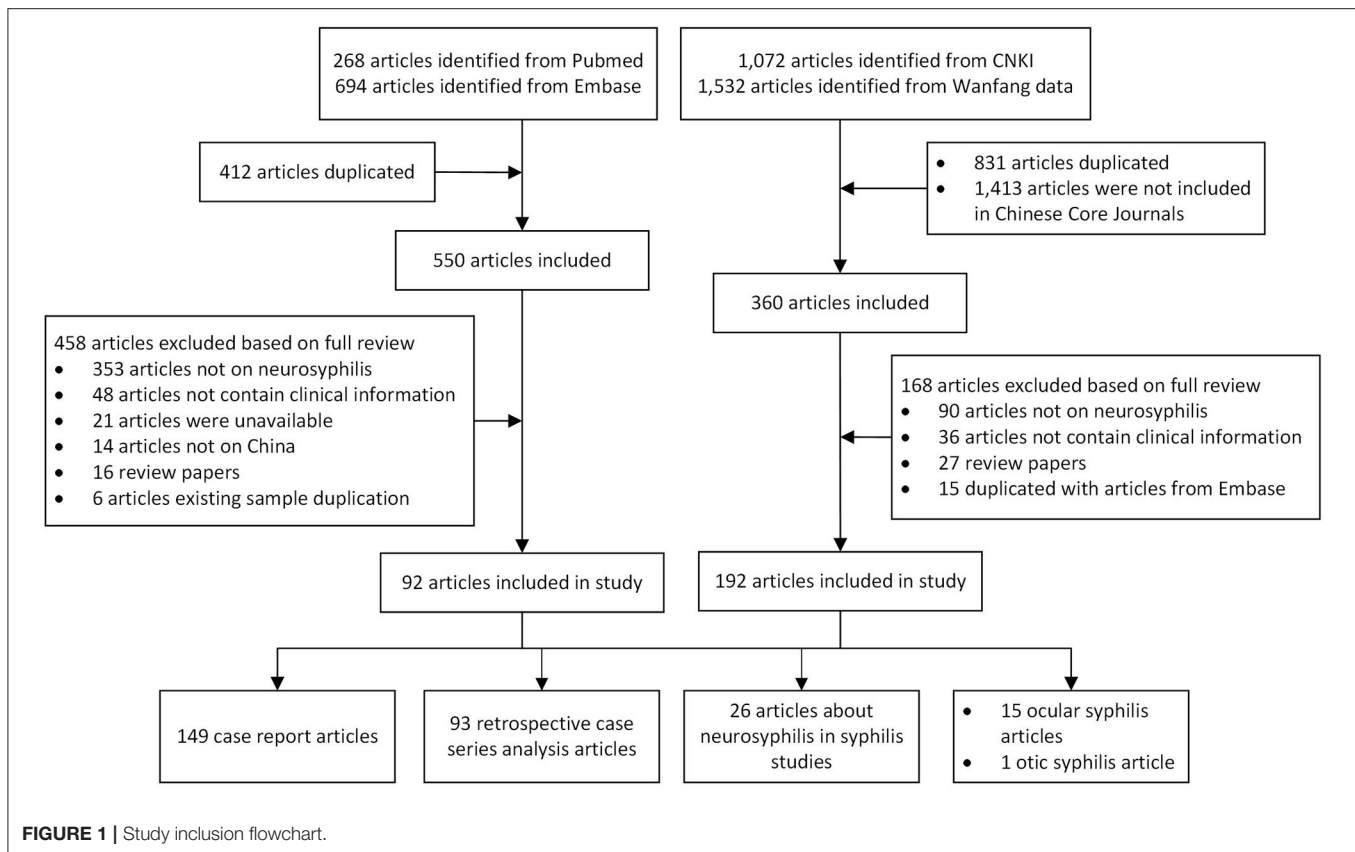 268 articles identified from Pubmed
694 articles identified from Embase
1,072 articles identified from CNKI
1,532 articles identified from Wanfang data
412 articles duplicated
• 831 articles duplicated
• 1,413 articles were not included
in Chinese Core Journals
550 articles included
360 articles included
458 articles excluded based on full review
• 353 articles not on neurosyphilis
• 48 articles not contain clinical information
• 21 articles were unavailable
• 14 articles not on China
• 16 review papers
• 6 articles existing sample duplication
168 articles excluded based on full review
• 90 articles not on neurosyphilis
• 36 articles not contain clinical information
• 27 review papers
• 15 duplicated with articles from Embase
92 articles included in study
192 articles included in study
149 case report articles
93 retrospective case
series analysis articles
26 articles about
neurosyphilis in syphilis
studies
• 15 ocular syphilis
articles
• 1 otic syphilis article
FIGURE 1 | Study inclusion flowchart.